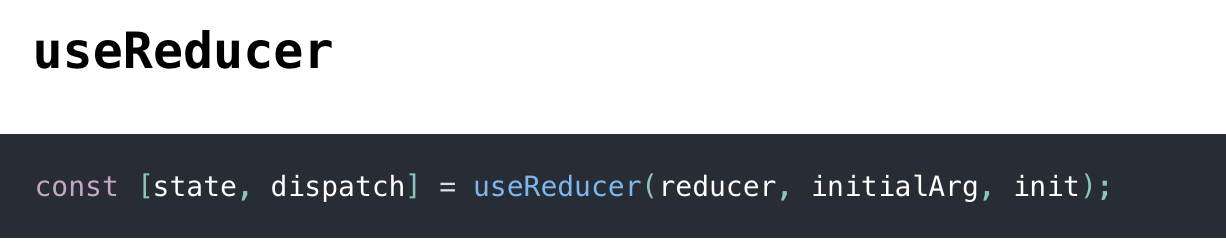 useReducer
const [state, dispatch] = useReducer(reducer, initialArg, init);